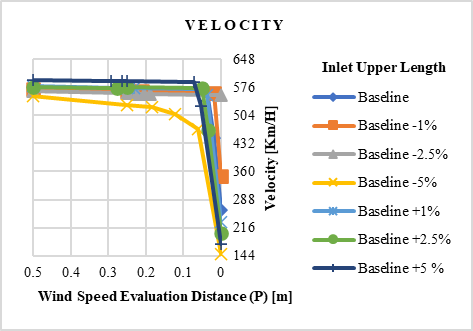 VELOCITY
648
576
504
432
360
288
216
144
Velocity [Km/H]
0.5 0.4 0.3 0.2 0.1 0
Wind Speed Evaluation Distance (P) [m]
Inlet Upper Length
Baseline
Baseline -1%
Baseline -2.5%
Baseline -5%
Baseline +1%
Baseline +2.5%
Baseline +5 %